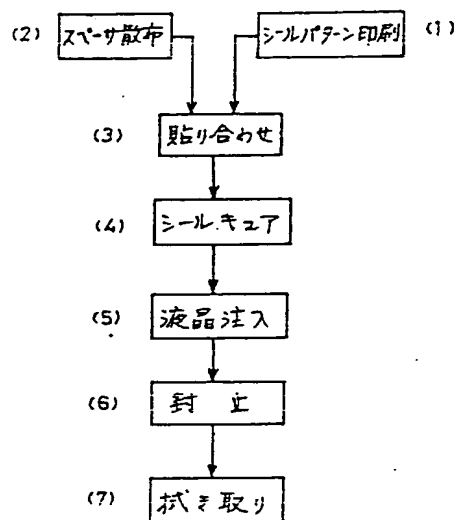 (2) スペーサ散布 シールパターン印刷 (1)
(3) 貼り合わせ
(4) シール.キュア
(5) 液晶注入
(6) 封止
(7) 拭き取り